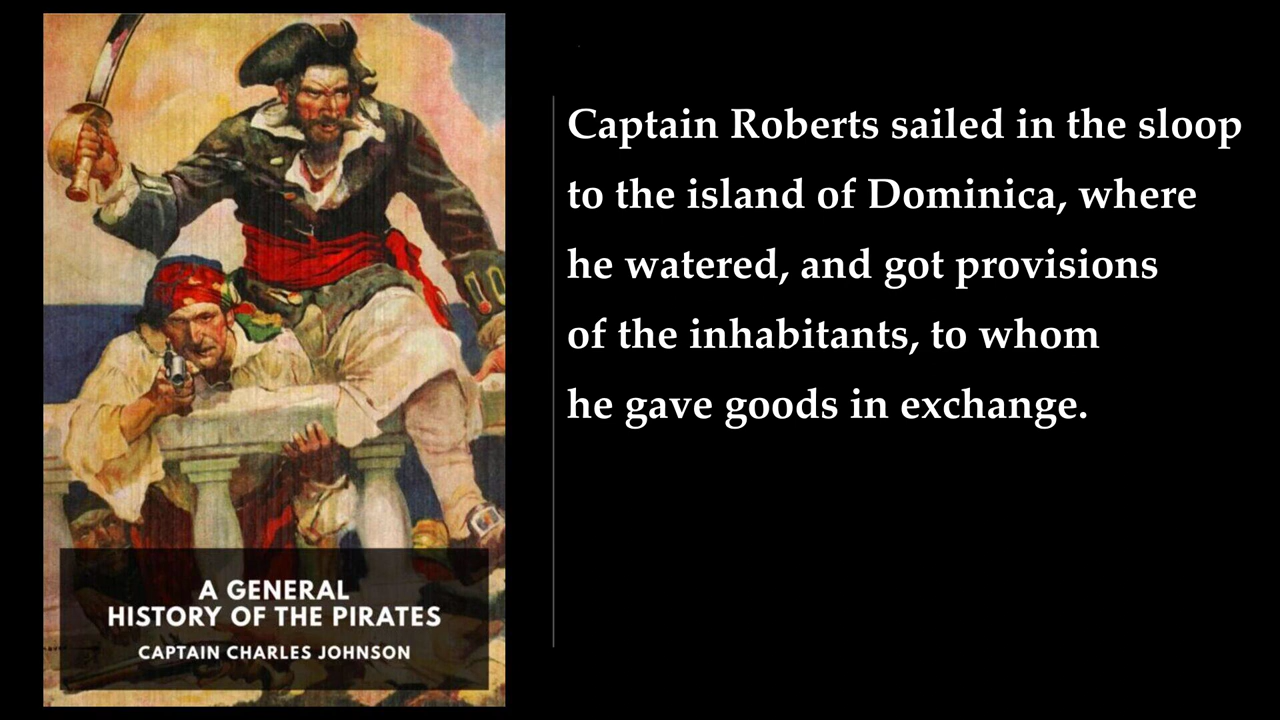 A GENERAL
HISTORY OF THE PIRATES
CAPTAIN CHARLES JOHNSON
Captain Roberts sailed in the sloop
to the island of Dominica, where
he watered, and got provisions
of the inhabitants, to whom
he gave goods in exchange.